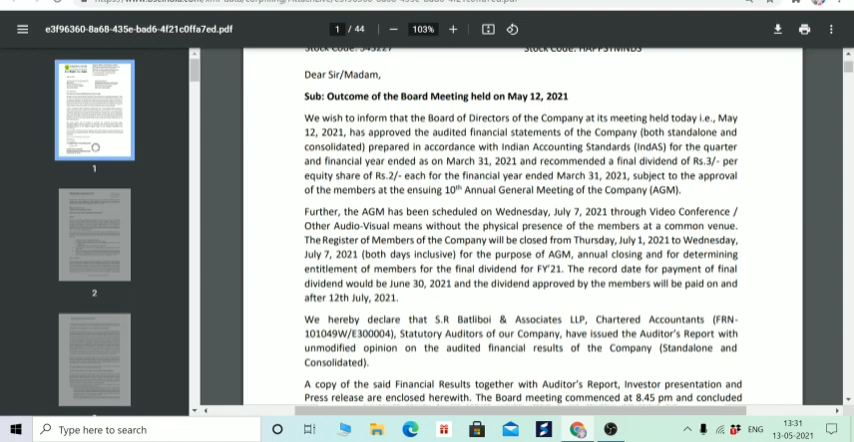 e3f96360-8a68-435e-bad6-4f21c0ffa7ed.pdf
1 / 44
103%
Dear Sir/Madam,
Sub: Outcome of the Board Meeting held on May 12, 2021
We wish to inform that the Board of Directors of the Company at its meeting held today i.e., May
12, 2021, has approved the audited financial statements of the Company (both standalone and
consolidated) prepared in accordance with Indian Accounting Standards (IndAS) for the quarter
and financial year ended as on March 31, 2021 and recommended a final dividend of Rs.3/- per
equity share of Rs.2/- each for the financial year ended March 31, 2021, subject to the approval
of the members at the ensuing 10th Annual General Meeting of the Company (AGM).
Further, the AGM has been scheduled on Wednesday, July 7, 2021 through Video Conference /
Other Audio-Visual means without the physical presence of the members at a common venue.
The Register of Members of the Company will be closed from Thursday, July 1, 2021 to Wednesday,
July 7, 2021 (both days inclusive) for the purpose of AGM, annual closing and for determining
entitlement of members for the final dividend for FY'21. The record date for payment of final
dividend would be June 30, 2021 and the dividend approved by the members will be paid on and
after 12th July, 2021.
We hereby declare that S.R Batliboi & Associates LLP, Chartered Accountants (FRN-
101049W/E300004), Statutory Auditors of our Company, have issued the Auditor's Report with
unmodified opinion on the audited financial results of the Company (Standalone and
Consolidated).
A copy of the said Financial Results together with Auditor's Report, Investor presentation and
Press release are enclosed herewith. The Board meeting commenced at 8.45 pm and concluded
1
2
Type here to search
ENG
13:31
13-05-2021